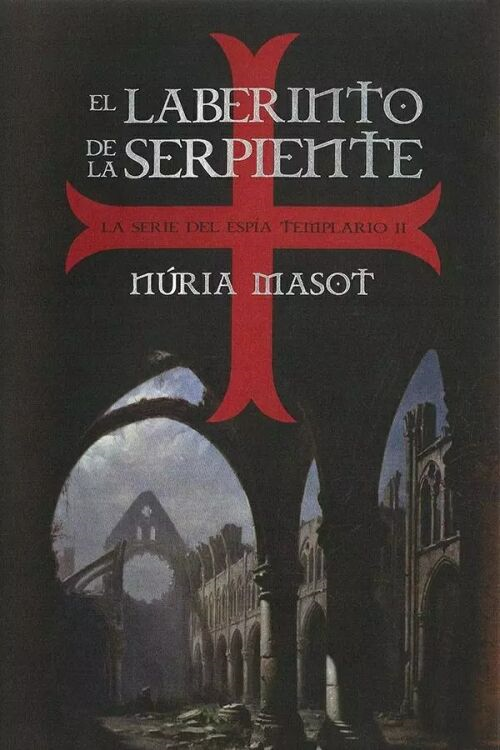 EL LABERINTO
DE LA SERPIENTE
LA SERIE DEL ESPÍA TEMPLARIO II
NÚRIA MASOT